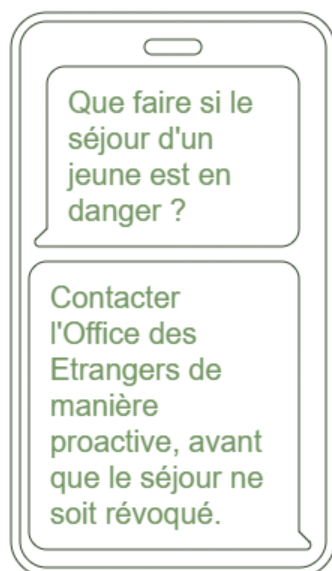 Que faire si le
séjour d'un
jeune est en
danger ?
Contacter
l'Office des
Etrangers de
manière
proactive, avant
que le séjour ne
soit révoqué.